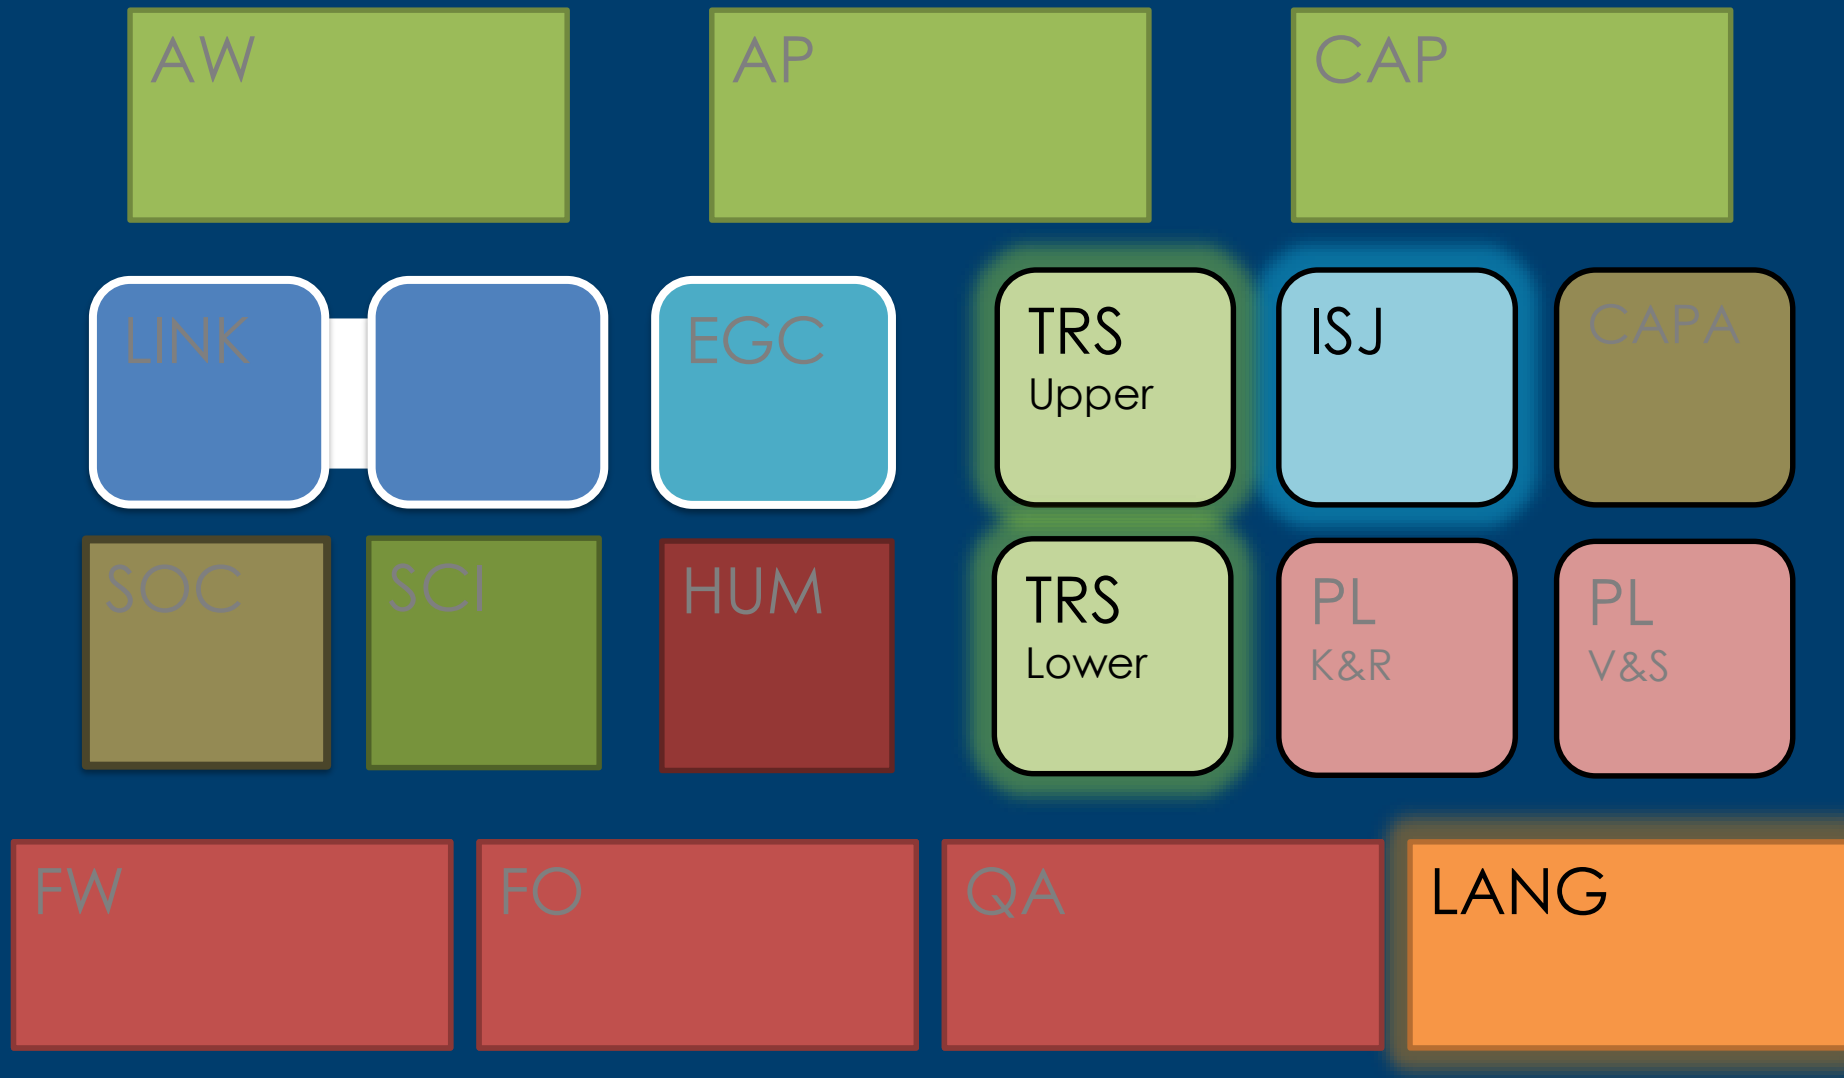 AW
AP
CAP
LINK
EGC
TRS
Upper
ISJ
CAPA
SOC
SCI
HUM
TRS
Lower
PL
K&R
PL
V&S
FW
FO
QA
LANG